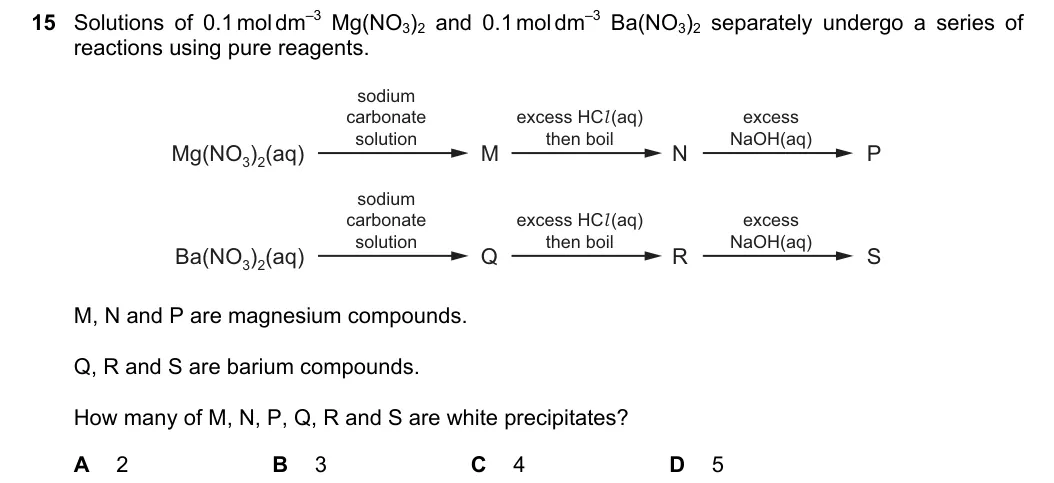 15 Solutions of 0.1 mol dm⁻³ Mg(NO₃)₂ and 0.1 mol dm⁻³ Ba(NO₃)₂ separately undergo a series of
reactions using pure reagents.
sodium
carbonate
solution
excess HCl(aq)
then boil
excess
NaOH(aq)
Mg(NO₃)₂(aq) M N P
sodium
carbonate
solution
excess HCl(aq)
then boil
excess
NaOH(aq)
Ba(NO₃)₂(aq) Q R S
M, N and P are magnesium compounds.
Q, R and S are barium compounds.
How many of M, N, P, Q, R and S are white precipitates?
A 2 B 3 C 4 D 5